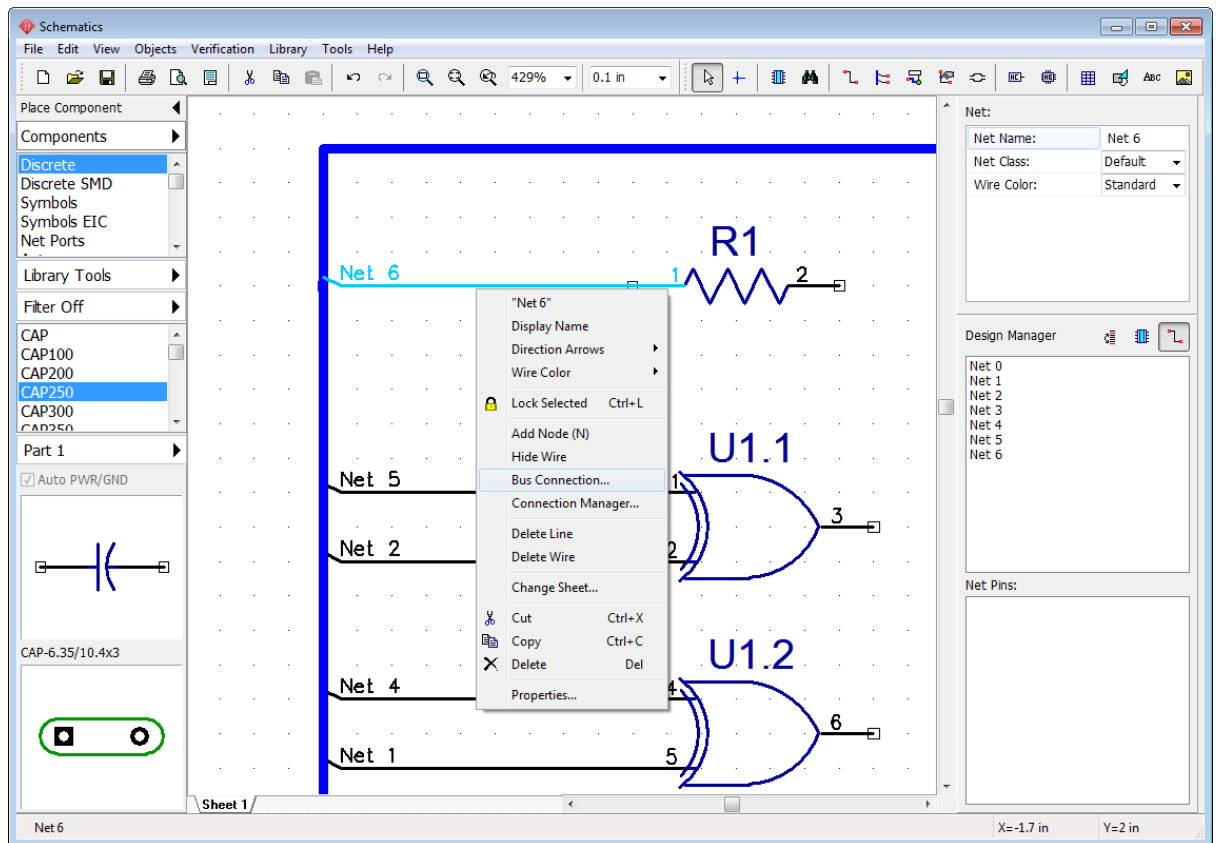 Schematics
File Edit View Objects Verification Library Tools Help
429% 0.1 in ABC
Place Component
Components
Discrete
Discrete SMD
Symbols
Symbols EIC
Net Ports
Library Tools
Filter Off
CAP
CAP100
CAP200
CAP250
CAP300
CAP350
Part 1
Auto PWR/GND
CAP-6.35/10.4x3
R1
Net 6 1 2
"Net 6"
Display Name
Direction Arrows
Wire Color
Lock Selected Ctrl+L
Add Node (N)
Hide Wire
Bus Connection...
Connection Manager...
Delete Line
Delete Wire
Change Sheet...
Cut Ctrl+X
Copy Ctrl+C
Delete Del
Properties...
U1.1
Net 5 1
3
Net 2 2
U1.2
Net 4 4
6
Net 1 5
Sheet 1
Net:
Net Name: Net 6
Net Class: Default
Wire Color: Standard
Design Manager
Net 0
Net 1
Net 2
Net 3
Net 4
Net 5
Net 6
Net Pins:
Net 6 X=-1.7 in Y=2 in